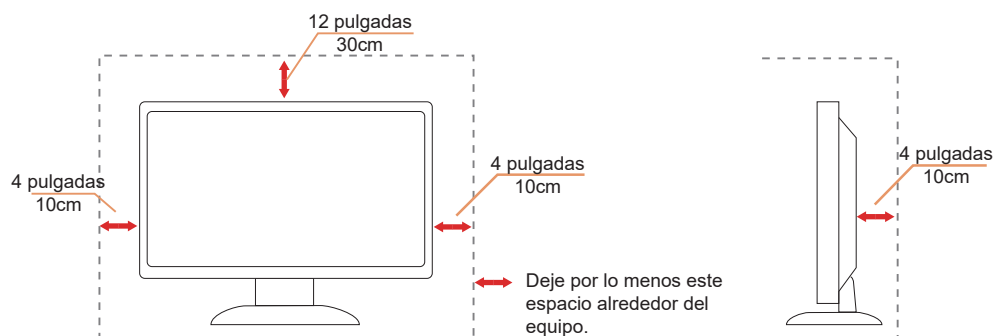 12 pulgadas
30cm
4 pulgadas
10cm
4 pulgadas
10cm
4 pulgadas
10cm
Deje por lo menos este
espacio alrededor del
equipo.